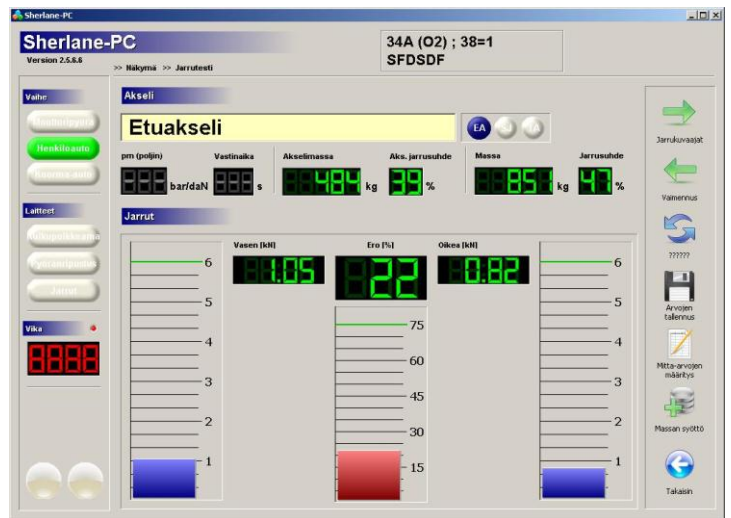 Sherlane-PC
Sherlane-PC
Version 2.5.6.6
>> Näkymä >> Jarrutesti
34A (O2) ; 38=1
SFDSDF
Vaihe
Moottoripyörä
Henkilöauto
Kuorma-auto
Laitteet
Jarrut
Vika
8888
Akseli
Etuakseli
EA
pm (poljin)
bar/daN
Vastinaika
s
Akselimassa
484 kg
Aks. jarrusuhde
39 %
Massa
851 kg
Jarrusuhde
47 %
Jarrut
Vasen [kN]
1.05
Ero [%]
22
Oikea [kN]
0.82
6
5
4
3
2
1
75
60
45
30
15
6
5
4
3
2
1
Jarrukuvaajat
Vaimennus
??????
Arvojen
tallennus
Mitta-arvojen
määritys
Massan syöttö
Takaisin